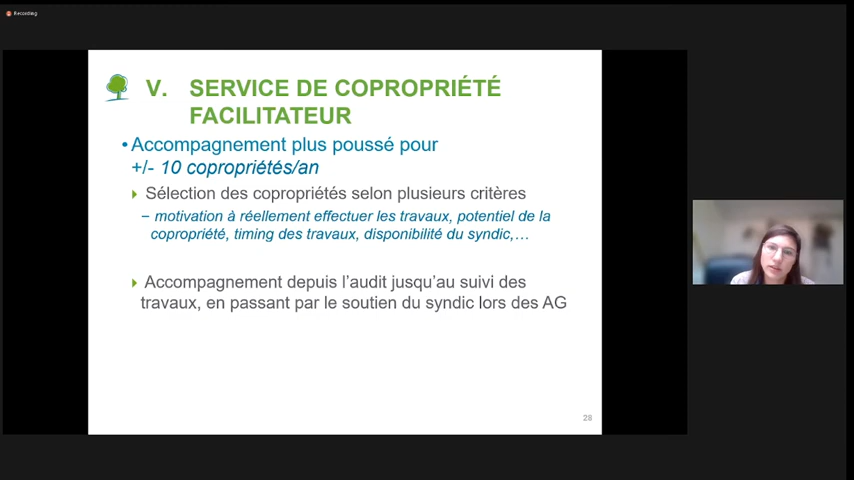 Recording
V. SERVICE DE COPROPRIÉTÉ
FACILITATEUR
• Accompagnement plus poussé pour
+/- 10 copropriétés/an
Sélection des copropriétés selon plusieurs critères
− motivation à réellement effectuer les travaux, potentiel de la
copropriété, timing des travaux, disponibilité du syndic,…
Accompagnement depuis l'audit jusqu'au suivi des
travaux, en passant par le soutien du syndic lors des AG
28